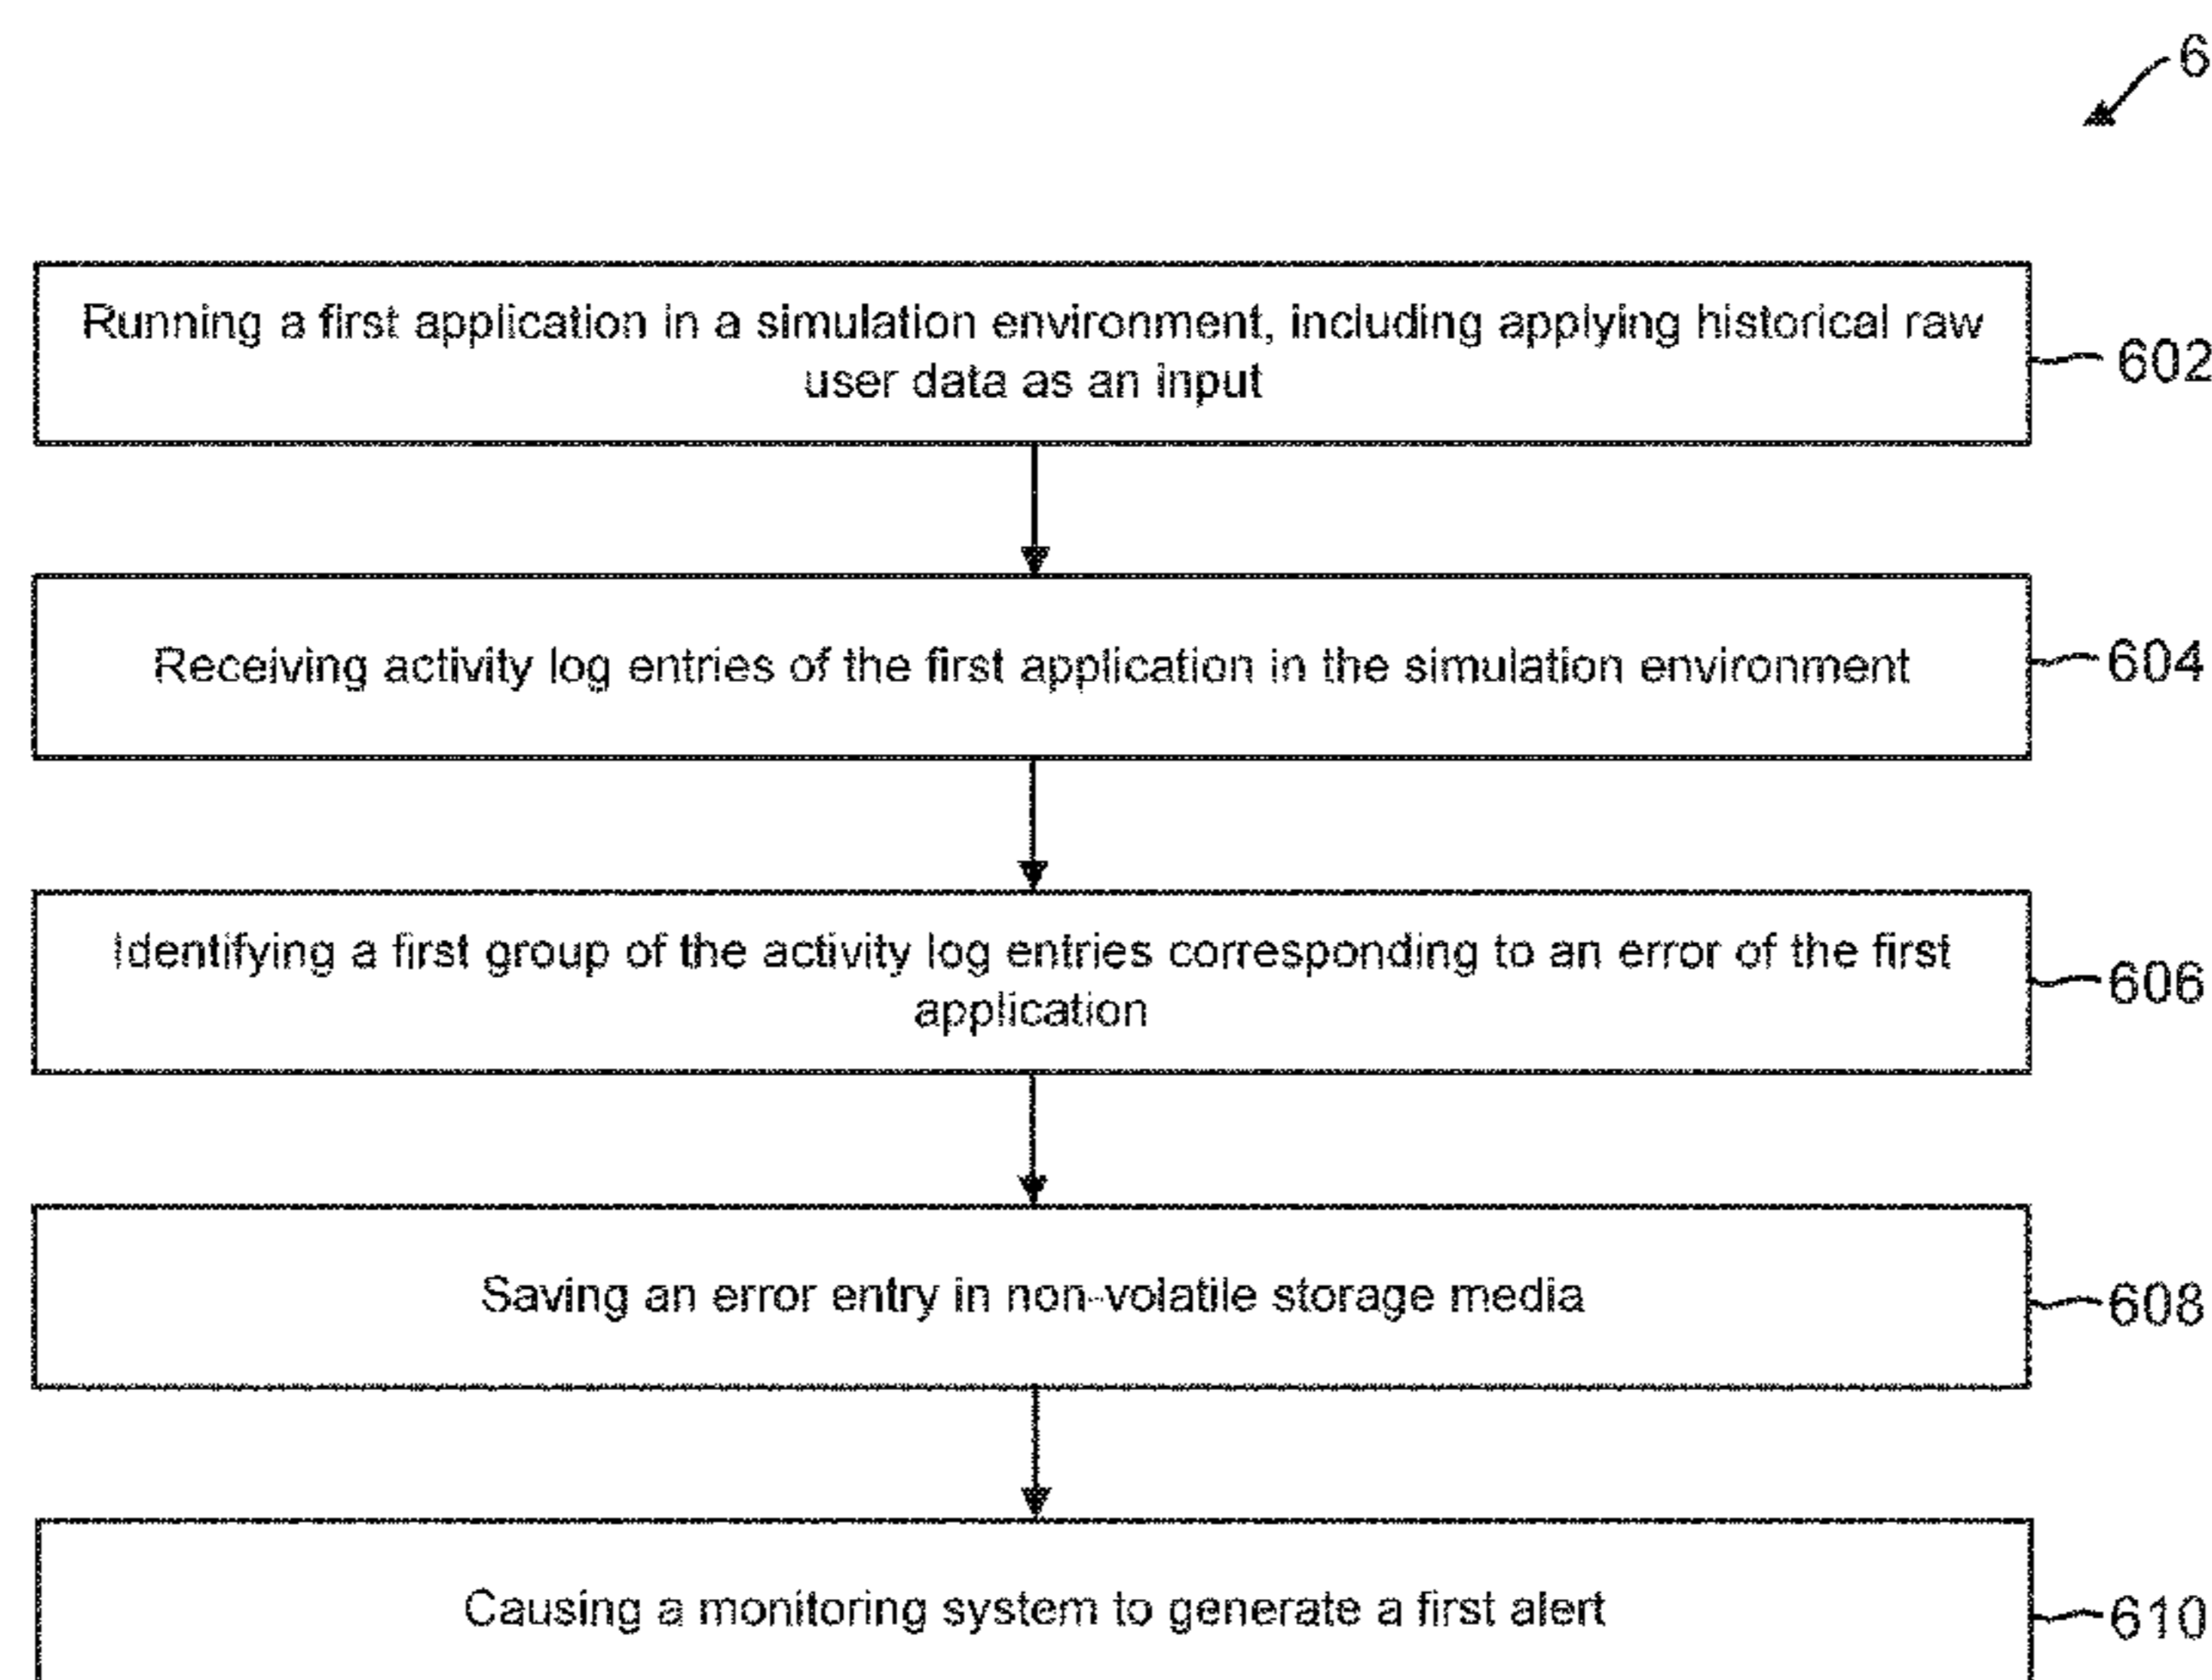 6
Running a first application in a simulation environment, including applying historical raw
user data as an input
602
Receiving activity log entries of the first application in the simulation environment
604
Identifying a first group of the activity log entries corresponding to an error of the first
application
606
Saving an error entry in non-volatile storage media
608
Causing a monitoring system to generate a first alert
610